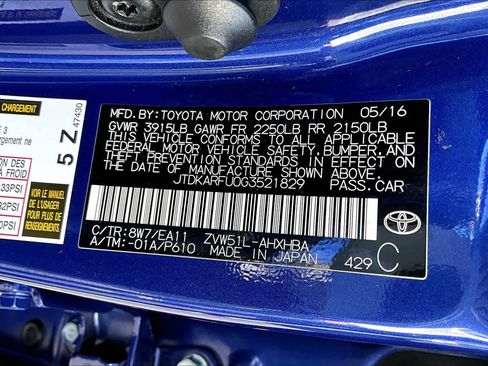 CHARGEMENT
47430
5 Z
33PSI
VOIR LE MANUEL
DE L'USAGER
POUR PLUS DE
RENSEIGNEMENTS
MFD. BY: TOYOTA MOTOR CORPORATION 05/16
GVWR 3915LB GAWR FR 2250LB RR 2150LB
THIS VEHICLE CONFORMS TO ALL APPLICABLE
FEDERAL MOTOR VEHICLE SAFETY, BUMPER, AND
THEFT PREVENTION STANDARDS IN EFFECT ON
THE DATE OF MANUFACTURE SHOWN ABOVE.
JTDKARFU0G3521829 PASS. CAR
C/TR: 8W7/EA11 ZVW51L-AHXHBA
A/TM: -01A/P610 MADE IN JAPAN 429 C
TOYOTA